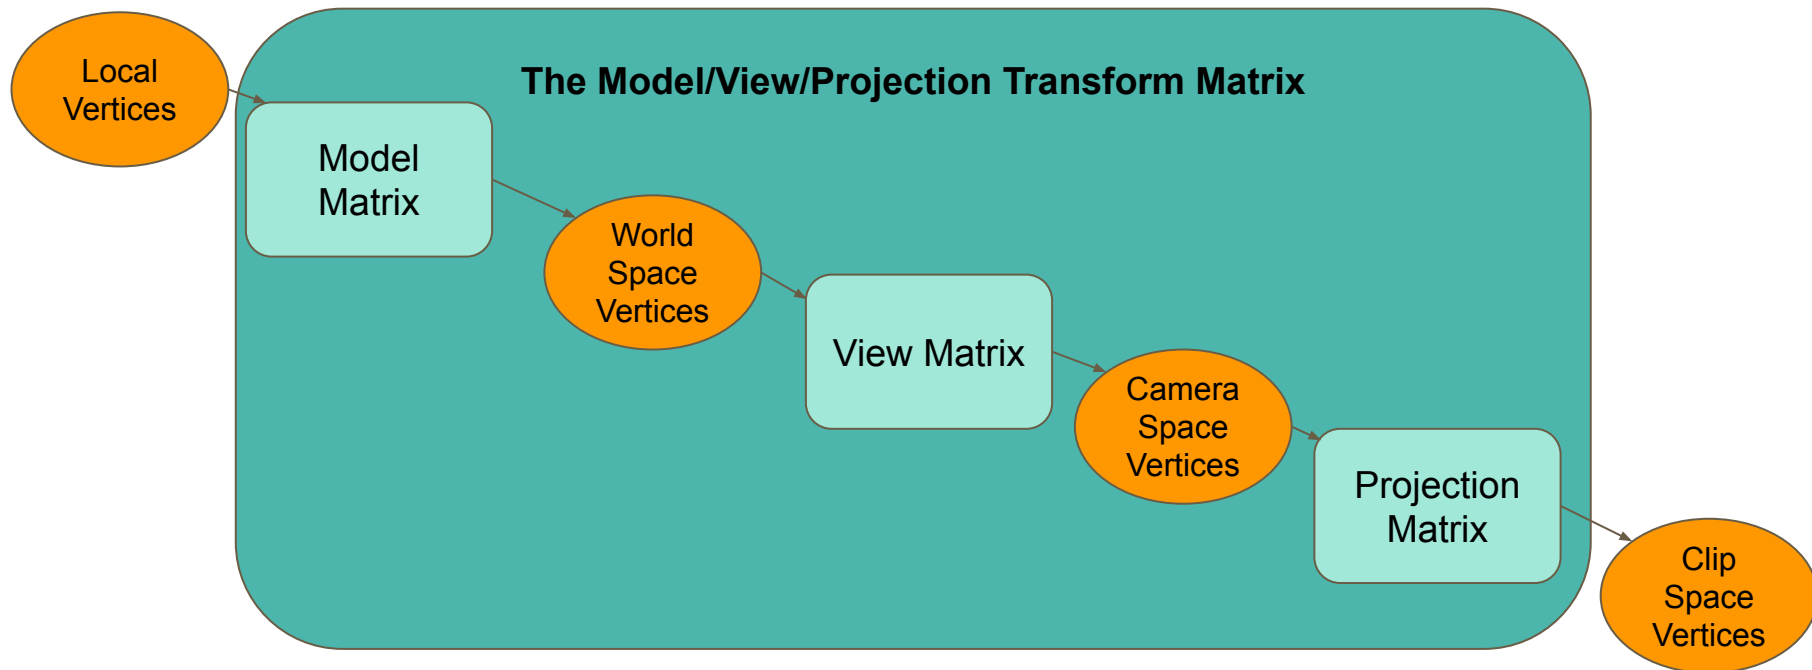 Local
Vertices
The Model/View/Projection Transform Matrix
Model
Matrix
World
Space
Vertices
View Matrix
Camera
Space
Vertices
Projection
Matrix
Clip
Space
Vertices